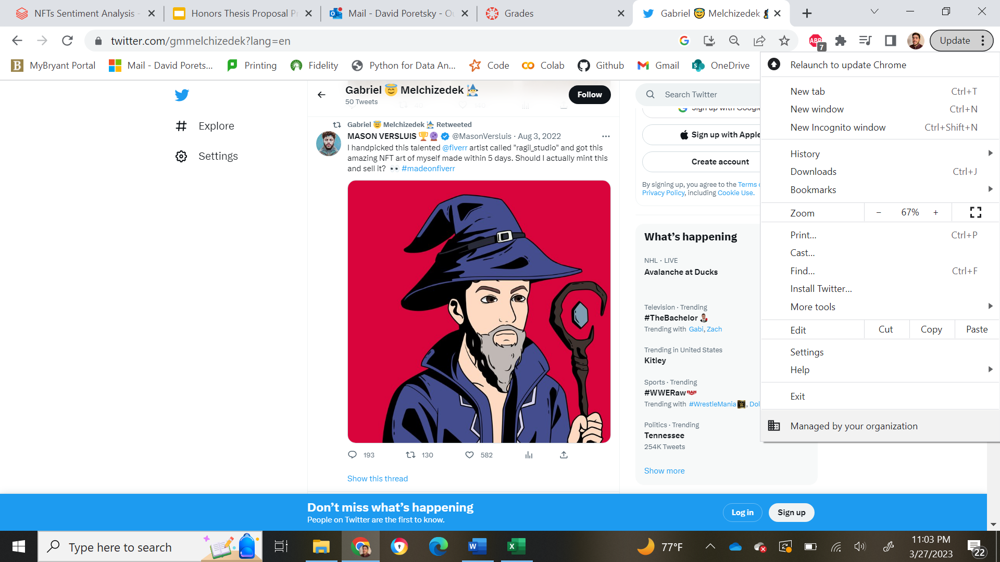 NFTs Sentiment Analysis -
Honors Thesis Proposal Pr
Mail - David Poretsky - Ou
Grades
Gabriel 😇 Melchizedek
twitter.com/gmmelchizedek?lang=en
ABP
7
Update
MyBryant Portal
Mail - David Porets...
Printing
Fidelity
Python for Data An...
Code
Colab
Github
Gmail
OneDrive
Explore
Settings
Gabriel 😇 Melchizedek 🧙‍♂️
50 Tweets
Follow
Gabriel 😇 Melchizedek 🧙‍♂️ Retweeted
MASON VERSLUIS 🏆🔮 @MasonVersluis · Aug 3, 2022
I handpicked this talented @fiverr artist called "ragil_studio" and got this
amazing NFT art of myself made within 5 days. Should I actually mint this
and sell it? 👀 #madeonfiverr
193
130
582
Show this thread
Search Twitter
Sign up with Google
Sign up with Apple
Create account
By signing up, you agree to the Terms
Privacy Policy, including Cookie Use.
What's happening
NHL · LIVE
Avalanche at Ducks
Television · Trending
#TheBachelor
Trending with Gabi, Zach
Trending in United States
Kitley
Sports · Trending
#WWERaw
Trending with #WrestleMania, Dol
Politics · Trending
Tennessee
254K Tweets
Show more
Relaunch to update Chrome
New tab Ctrl+T
New window Ctrl+N
New Incognito window Ctrl+Shift+N
History
Downloads Ctrl+J
Bookmarks
Zoom − 67% +
Print... Ctrl+P
Cast...
Find... Ctrl+F
Install Twitter...
More tools
Edit Cut Copy Paste
Settings
Help
Exit
Managed by your organization
Don't miss what's happening
People on Twitter are the first to know.
Log in
Sign up
Type here to search
77°F
11:03 PM
3/27/2023
22